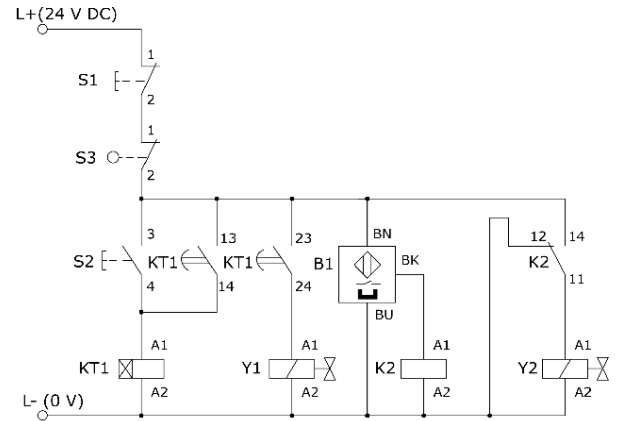 L+(24 V DC)
1
S1
2
1
S3
2
3
13
23
BN
12
14
S2
KT1
KT1
B1
BK
K2
4
14
24
11
BU
A1
A1
A1
A1
KT1
Y1
K2
Y2
A2
A2
A2
A2
L- (0 V)